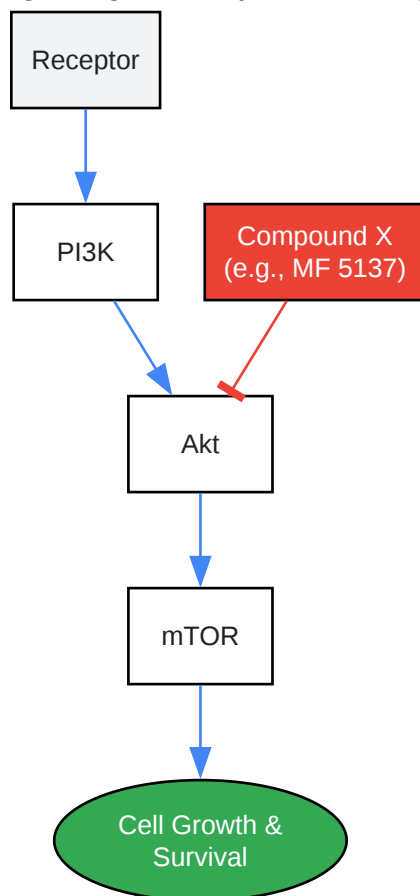 Receptor
PI3K
Compound X
(e.g., MF 5137)
Akt
mTOR
Cell Growth &
Survival